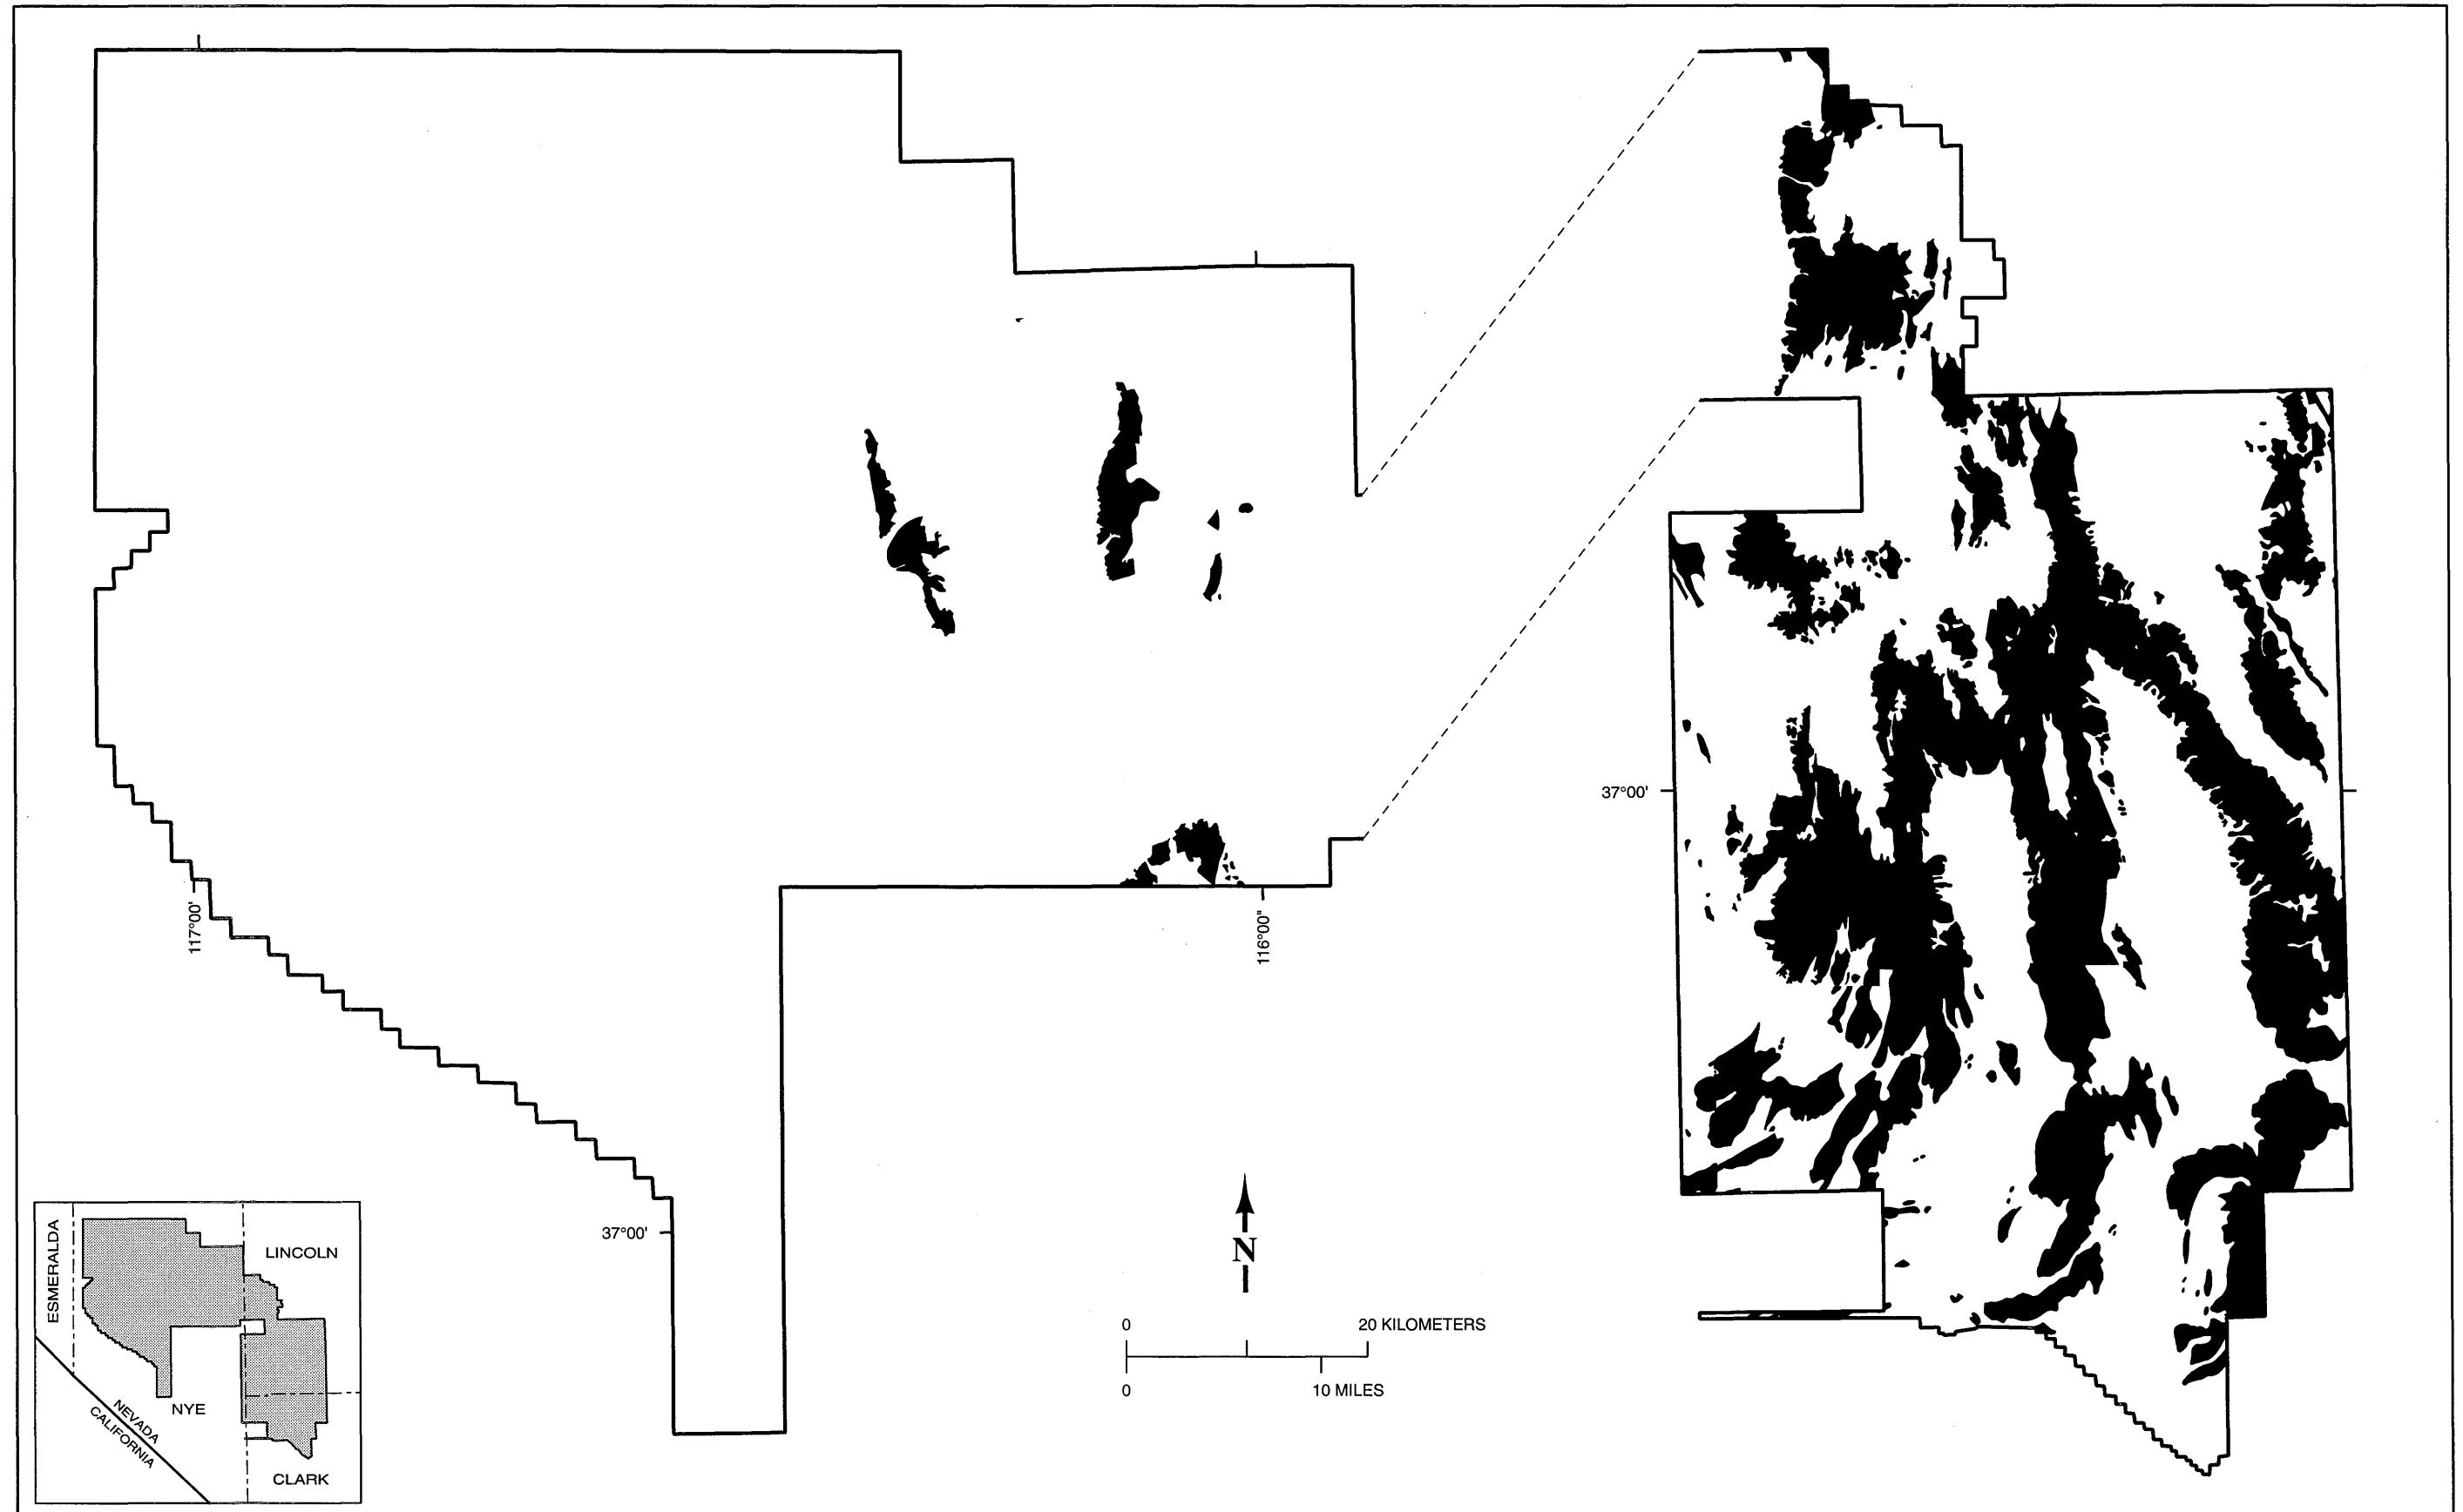 37°00'
117°00'
116°00"
37°00'
N
0 20 KILOMETERS
0 10 MILES
ESMERALDA
LINCOLN
NYE
NEVADA
CALIFORNIA
CLARK